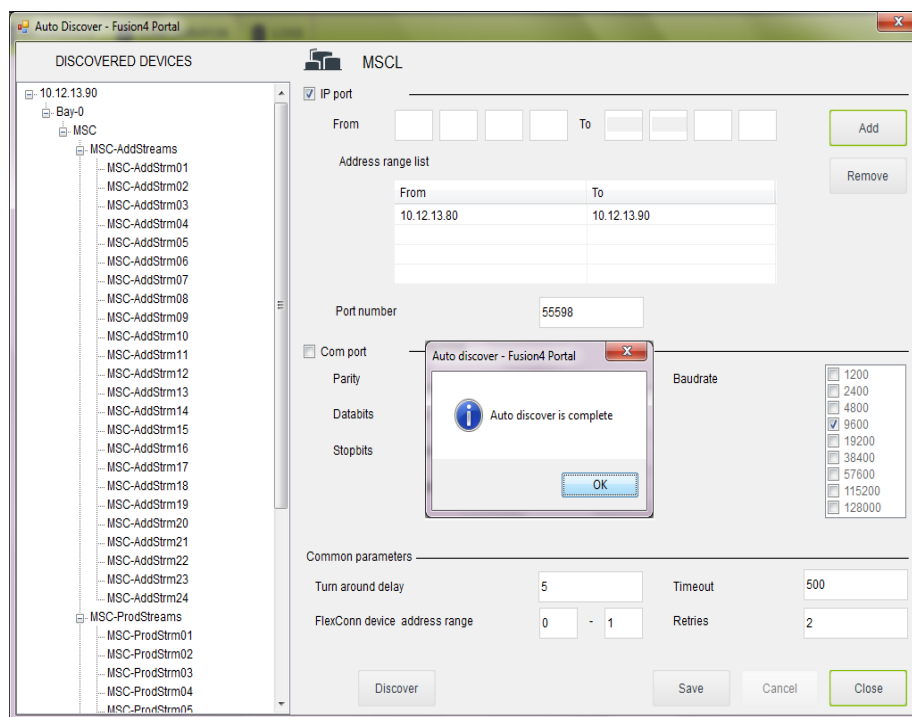 Auto Discover - Fusion4 Portal
DISCOVERED DEVICES
10.12.13.90
Bay-0
MSC
MSC-AddStreams
MSC-AddStrm01
MSC-AddStrm02
MSC-AddStrm03
MSC-AddStrm04
MSC-AddStrm05
MSC-AddStrm06
MSC-AddStrm07
MSC-AddStrm08
MSC-AddStrm09
MSC-AddStrm10
MSC-AddStrm11
MSC-AddStrm12
MSC-AddStrm13
MSC-AddStrm14
MSC-AddStrm15
MSC-AddStrm16
MSC-AddStrm17
MSC-AddStrm18
MSC-AddStrm19
MSC-AddStrm20
MSC-AddStrm21
MSC-AddStrm22
MSC-AddStrm23
MSC-AddStrm24
MSC-ProdStreams
MSC-ProdStrm01
MSC-ProdStrm02
MSC-ProdStrm03
MSC-ProdStrm04
MSC-ProdStrm05
MSCL
IP port
From To
Add
Address range list
Remove
From To
10.12.13.80 10.12.13.90
Port number 55598
Com port
Parity
Databits
Stopbits
Auto discover - Fusion4 Portal
Auto discover is complete
OK
Baudrate
1200
2400
4800
9600
19200
38400
57600
115200
128000
Common parameters
Turn around delay 5 Timeout 500
FlexConn device address range 0 - 1 Retries 2
Discover Save Cancel Close